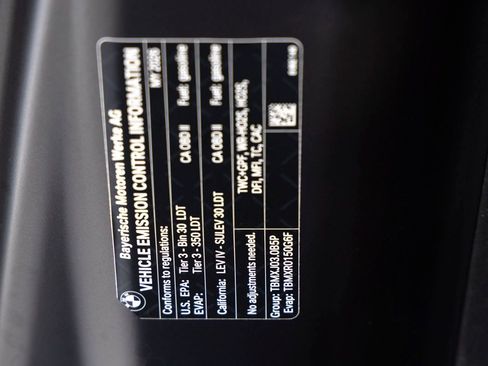 Bayerische Motoren Werke AG
VEHICLE EMISSION CONTROL INFORMATION
Conforms to regulations: MY 2026
U.S. EPA: Tier 3 - Bin 30 LDT CA OBD II Fuel: gasoline
EVAP: Tier 3 - 350 LDT
California: LEV IV - SULEV 30 LDT CA OBD II Fuel: gasoline
No adjustments needed. TWC+GPF, WR-HO2S, HO2S,
DFI, MFI, TC, CAC
Group: TBMXJ03.0B5P
Evap: TBMXR0150G6F